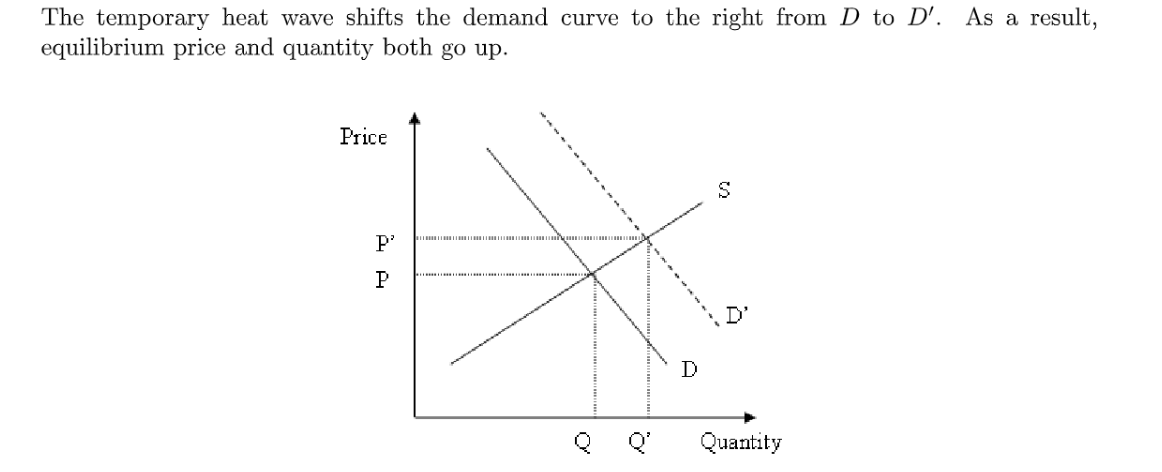 The temporary heat wave shifts the demand curve to the right from D to D′. As a result,
equilibrium price and quantity both go up.
Price
S
P'
P
D'
D
Q Q' Quantity